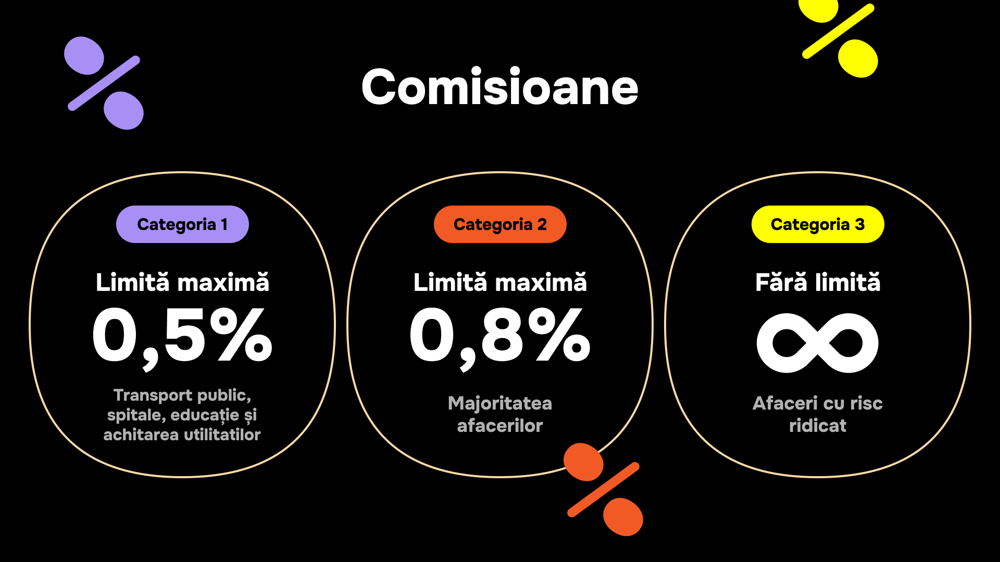 Comisioane
Categoria 1
Limită maximă
0,5%
Transport public,
spitale, educație și
achitarea utilitatilor
Categoria 2
Limită maximă
0,8%
Majoritatea
afacerilor
Categoria 3
Fără limită
∞
Afaceri cu risc
ridicat